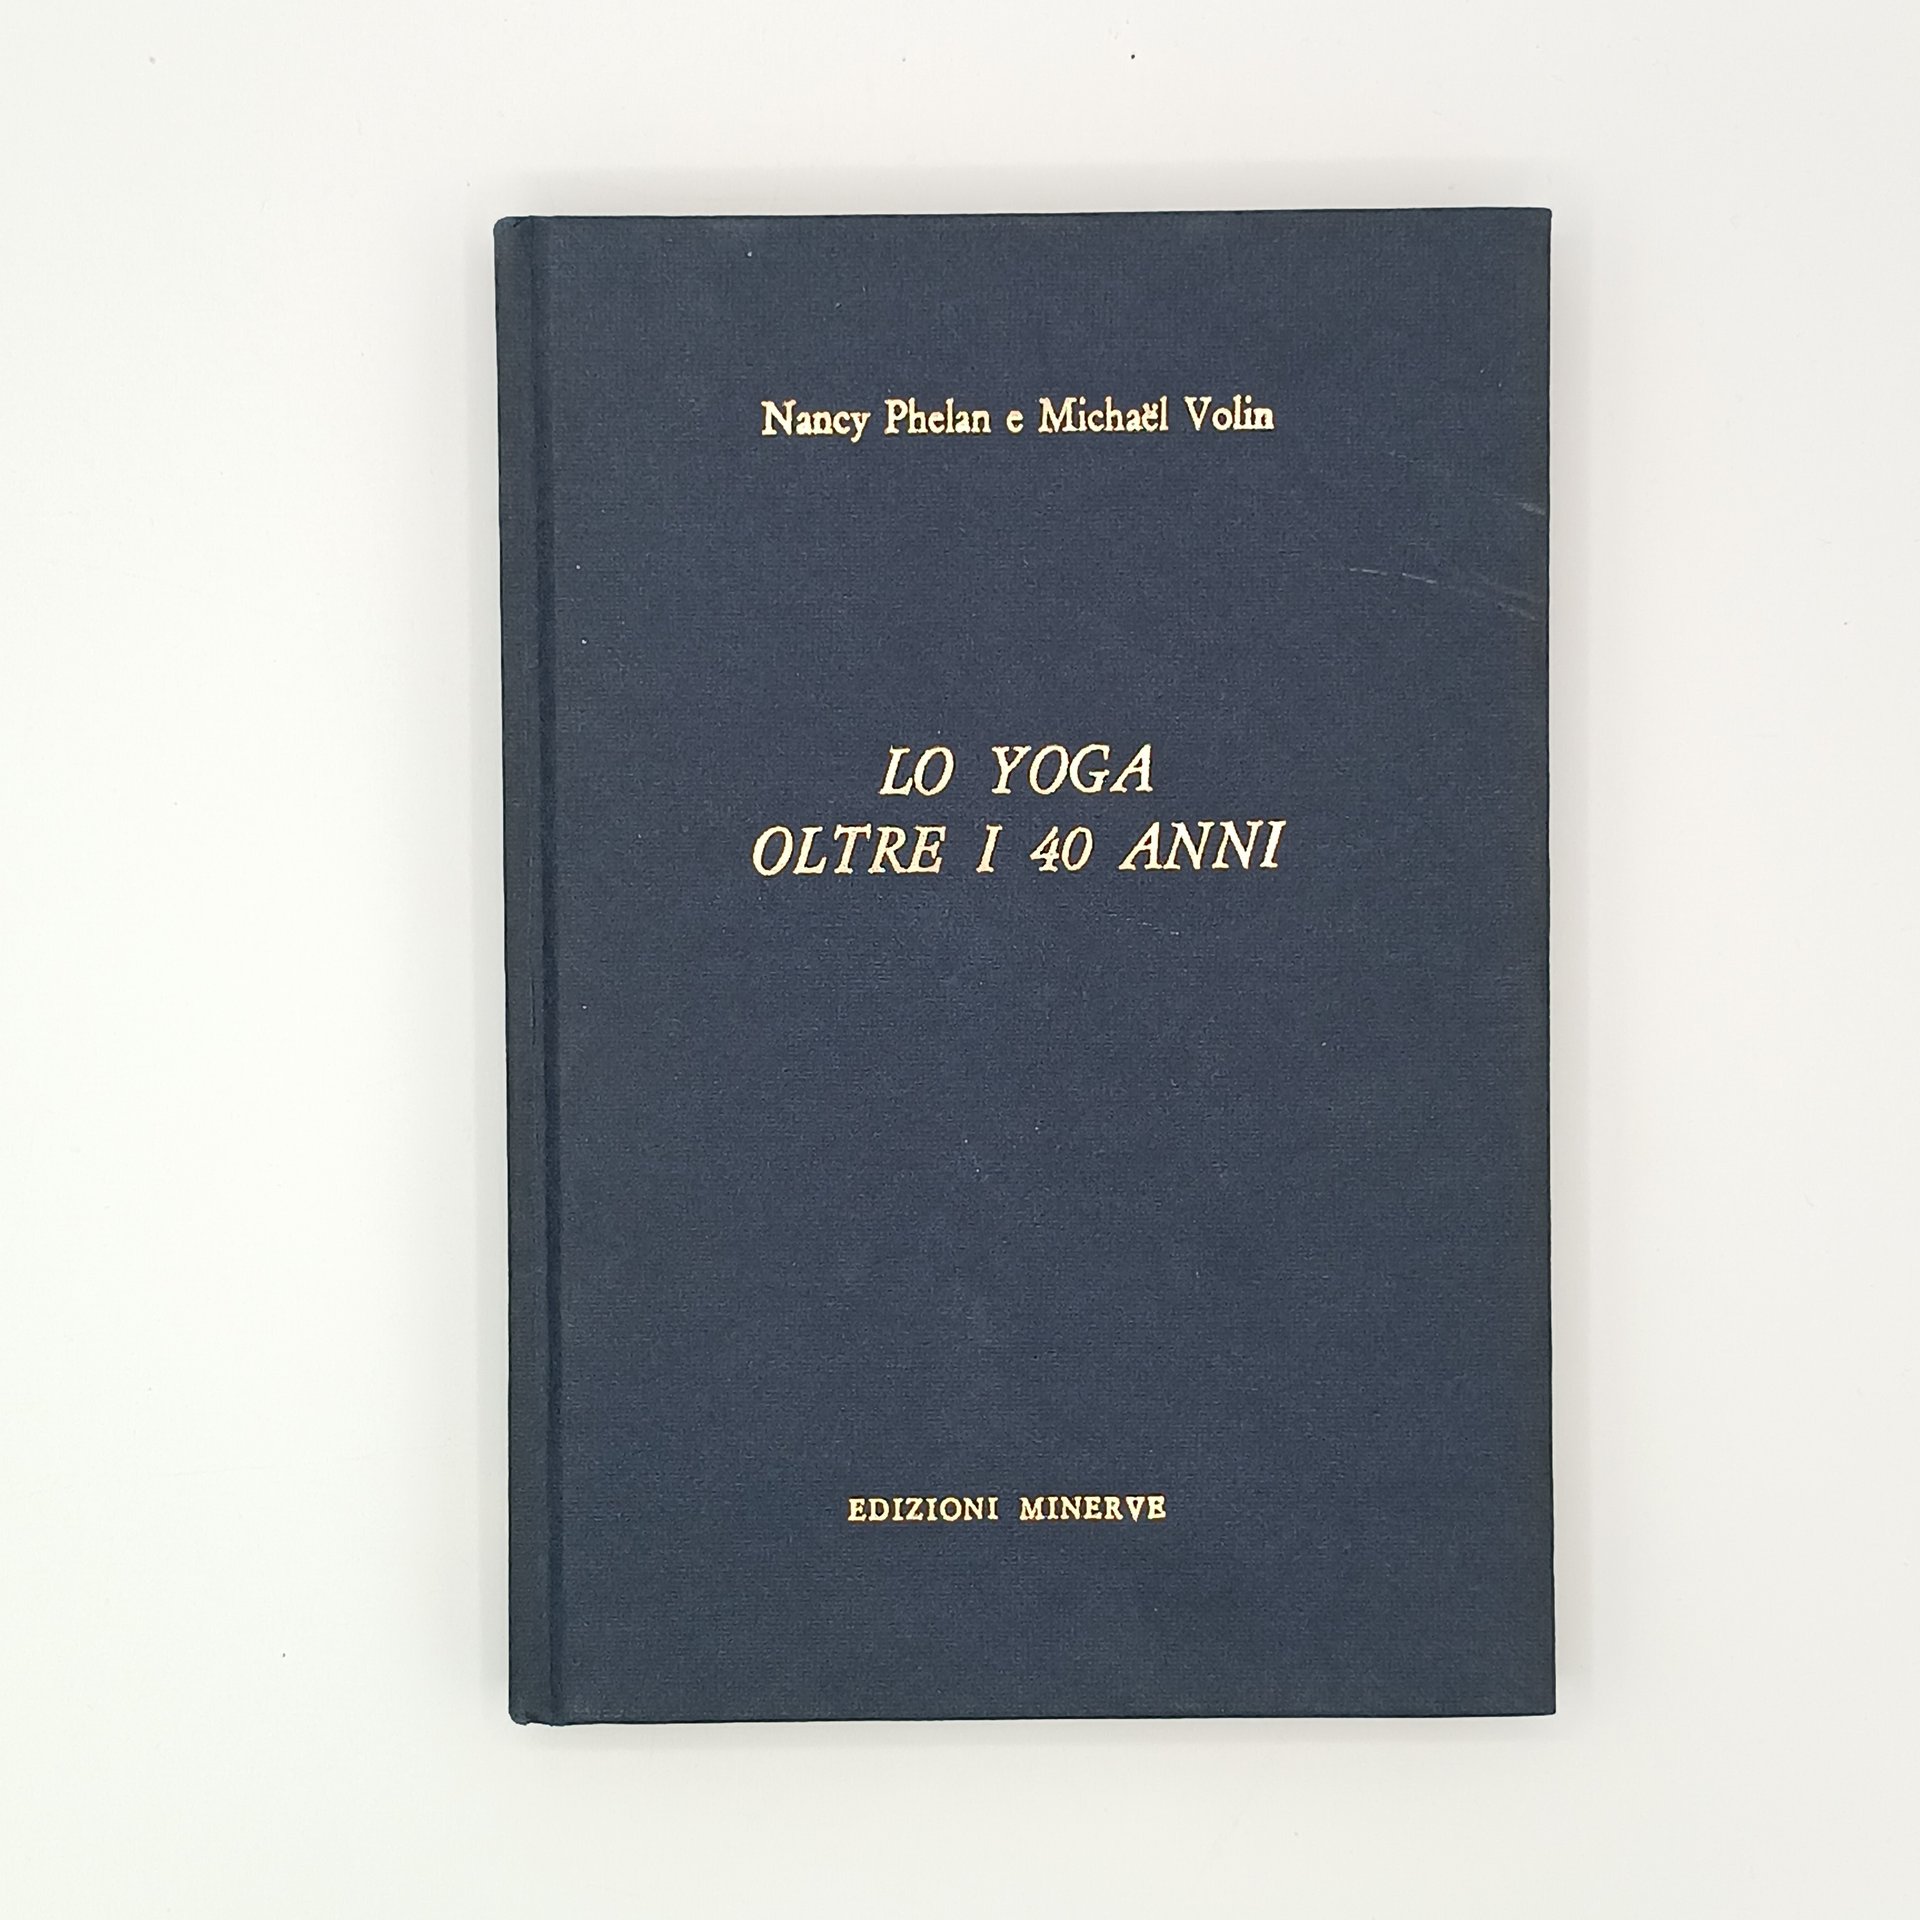 Nancy Phelan e Michaël Volin
LO YOGA
OLTRE I 40 ANNI
EDIZIONI MINERVE